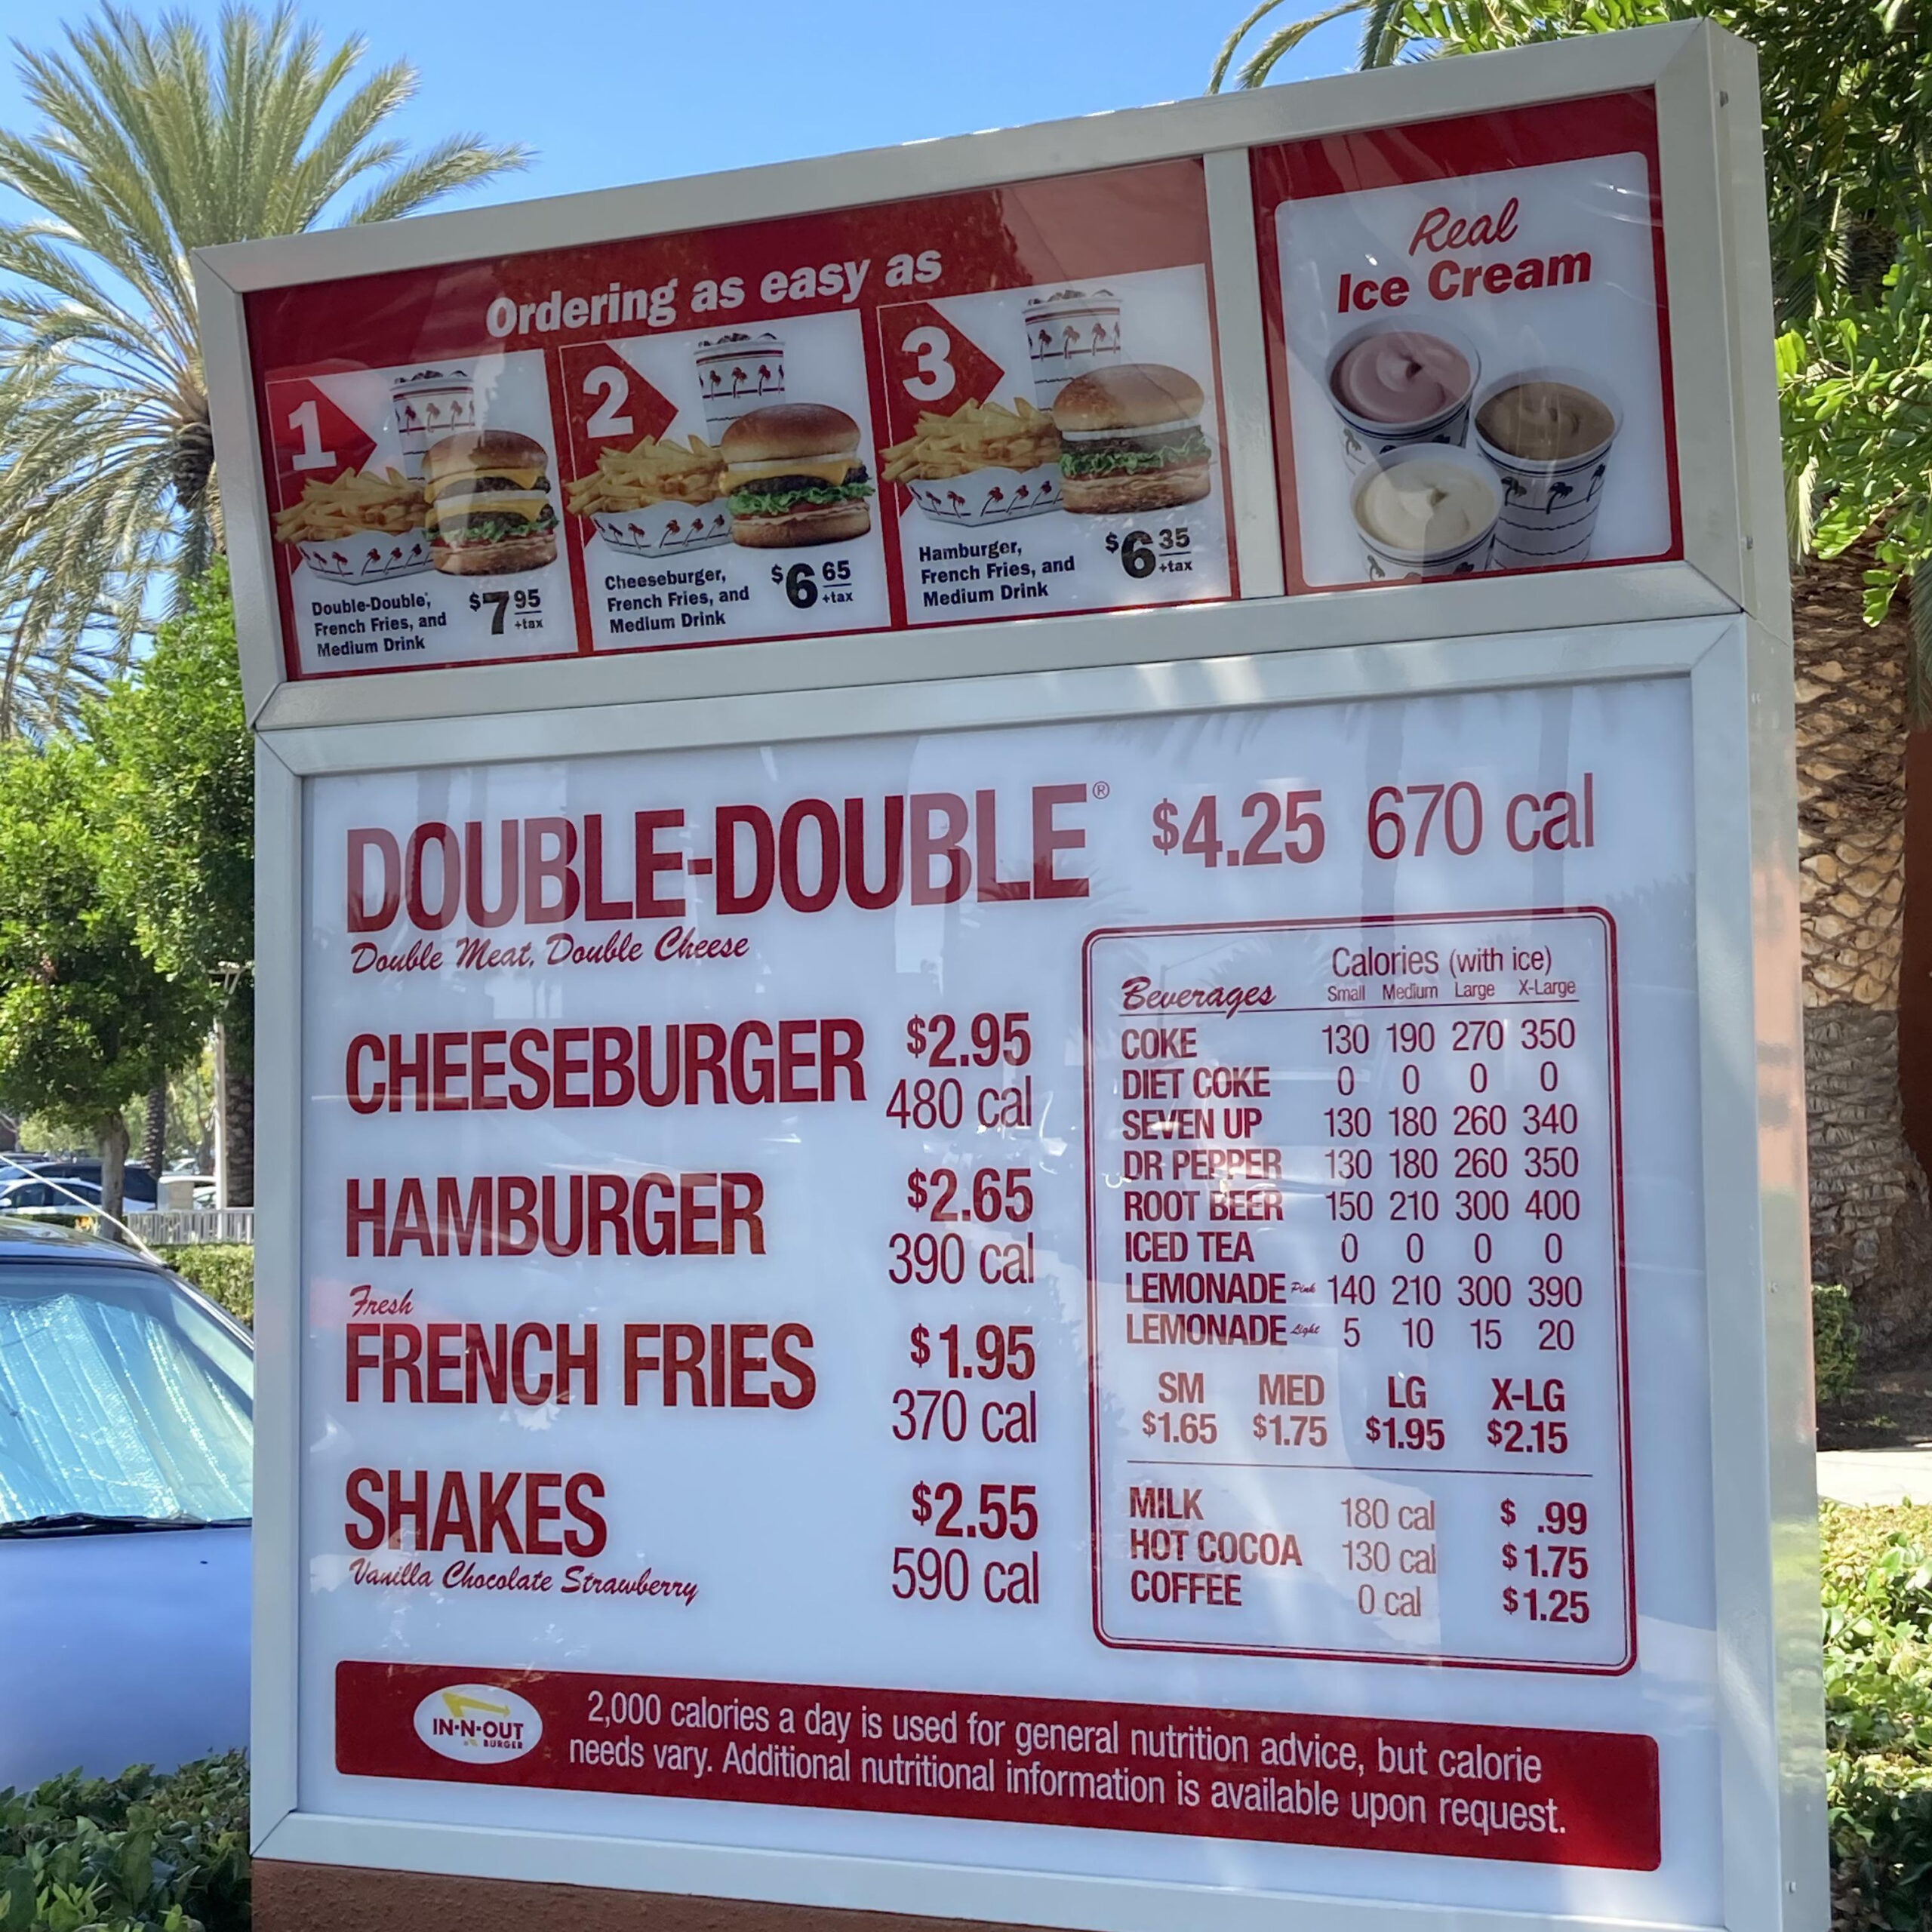 Ordering as easy as
1
Double-Double®,
French Fries, and
Medium Drink
$7 95
+tax
2
Cheeseburger,
French Fries, and
Medium Drink
$6 65
+tax
3
Hamburger,
French Fries, and
Medium Drink
$6 35
+tax
Real
Ice Cream
DOUBLE-DOUBLE® $4.25 670 cal
Double Meat, Double Cheese
CHEESEBURGER $2.95
480 cal
HAMBURGER $2.65
390 cal
Fresh
FRENCH FRIES $1.95
370 cal
SHAKES $2.55
Vanilla Chocolate Strawberry 590 cal
Calories (with ice)
Beverages Small Medium Large X-Large
COKE 130 190 270 350
DIET COKE 0 0 0 0
SEVEN UP 130 180 260 340
DR PEPPER 130 180 260 350
ROOT BEER 150 210 300 400
ICED TEA 0 0 0 0
LEMONADE Pink 140 210 300 390
LEMONADE Light 5 10 15 20
SM MED LG X-LG
$1.65 $1.75 $1.95 $2.15
MILK 180 cal $ .99
HOT COCOA 130 cal $1.75
COFFEE 0 cal $1.25
IN-N-OUT
BURGER
2,000 calories a day is used for general nutrition advice, but calorie
needs vary. Additional nutritional information is available upon request.